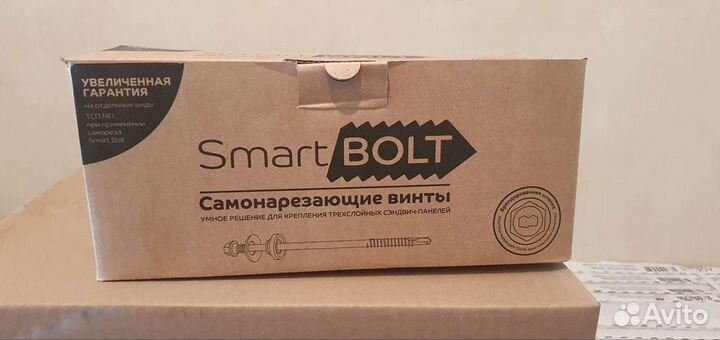 УВЕЛИЧЕННАЯ
ГАРАНТИЯ
на отдельные виды
ТСП МП
при применении
самореза
Smart Bolt
Smart BOLT
Самонарезающие винты
УМНОЕ РЕШЕНИЕ ДЛЯ КРЕПЛЕНИЯ ТРЕХСЛОЙНЫХ СЭНДВИЧ-ПАНЕЛЕЙ
Avito